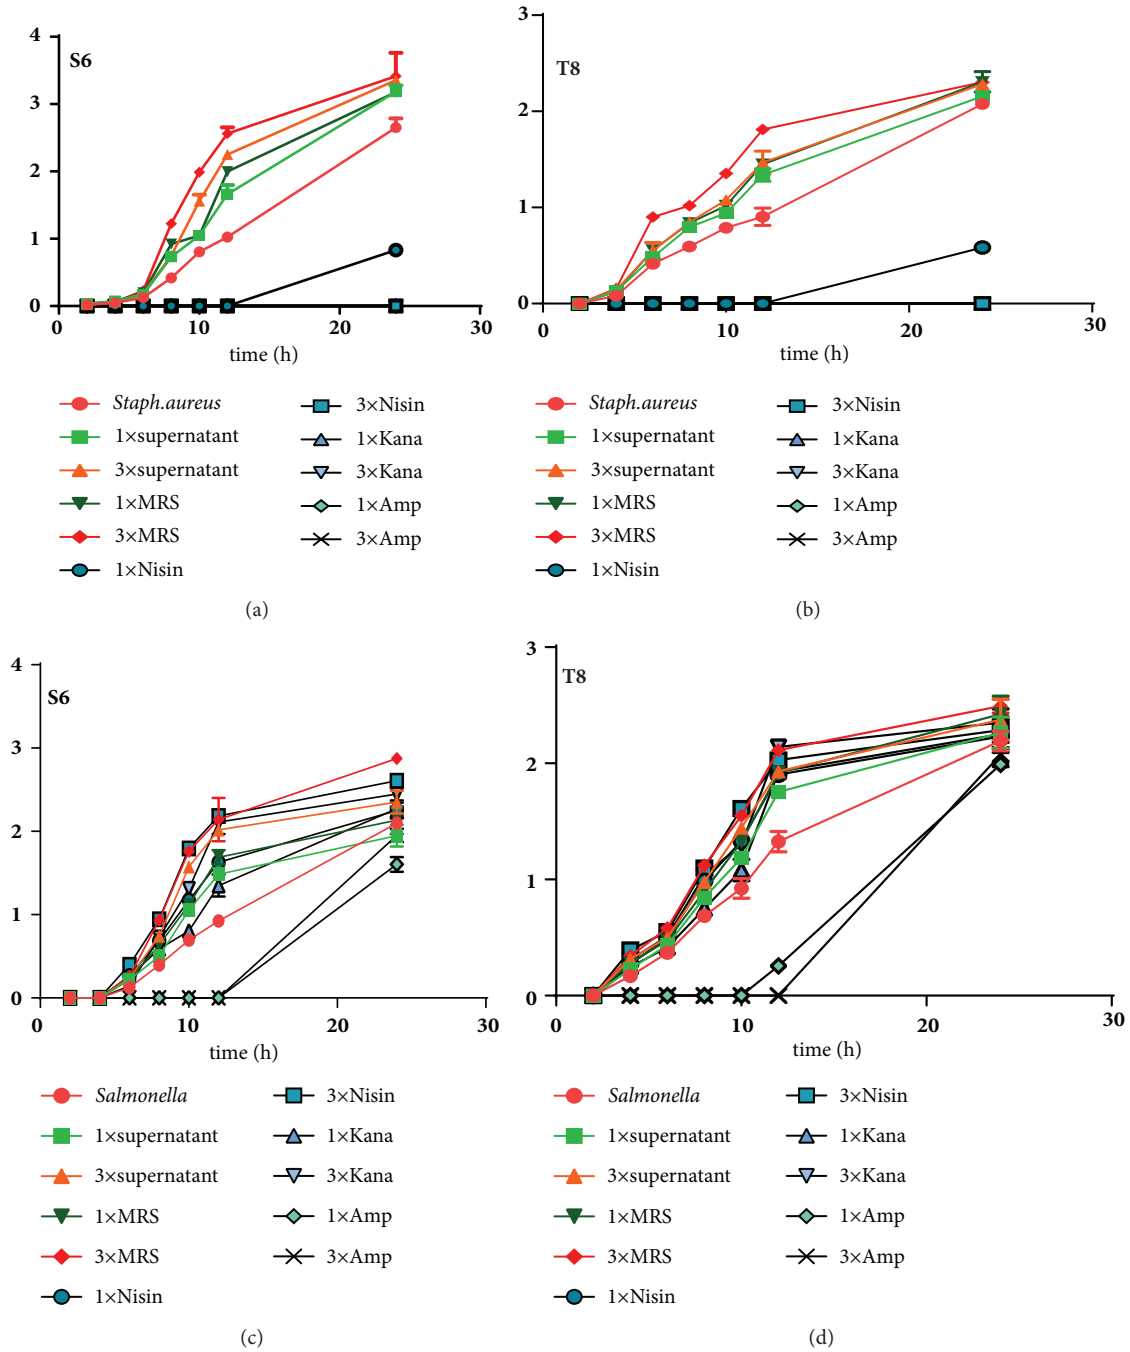 S6
4
3
2
1
0
0 10 20 30
time (h)
Staph.aureus
1×supernatant
3×supernatant
1×MRS
3×MRS
1×Nisin
3×Nisin
1×Kana
3×Kana
1×Amp
3×Amp
(a)
T8
3
2
1
0
0 10 20 30
time (h)
Staph.aureus
1×supernatant
3×supernatant
1×MRS
3×MRS
1×Nisin
3×Nisin
1×Kana
3×Kana
1×Amp
3×Amp
(b)
S6
4
3
2
1
0
0 10 20 30
time (h)
Salmonella
1×supernatant
3×supernatant
1×MRS
3×MRS
1×Nisin
3×Nisin
1×Kana
3×Kana
1×Amp
3×Amp
(c)
T8
3
2
1
0
0 10 20 30
time (h)
Salmonella
1×supernatant
3×supernatant
1×MRS
3×MRS
1×Nisin
3×Nisin
1×Kana
3×Kana
1×Amp
3×Amp
(d)